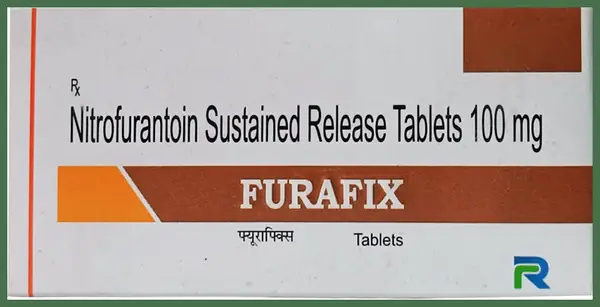 Rx
Nitrofurantoin Sustained Release Tablets 100 mg
FURAFIX
फ्यूराफिक्स Tablets